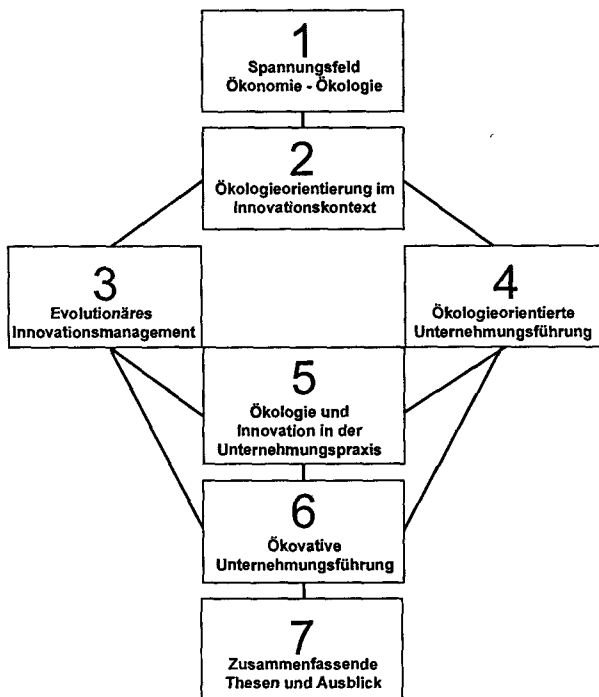 1
Spannungsfeld
Ökonomie - Ökologie
2
Ökologieorientierung im
Innovationskontext
3
Evolutionäres
Innovationsmanagement
4
Ökologieorientierte
Unternehmungsführung
5
Ökologie und
Innovation in der
Unternehmungspraxis
6
Ökovative
Unternehmungsführung
7
Zusammenfassende
Thesen und Ausblick